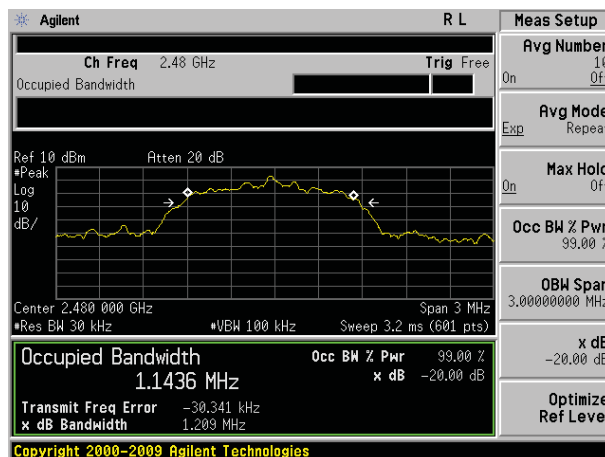 Agilent R L Meas Setup
Ch Freq 2.48 GHz Trig Free
Occupied Bandwidth
Avg Number
10
On Off
Avg Mode
Exp Repeat
Max Hold
On Off
Occ BW % Pwr
99.00 %
OBW Span
3.00000000 MHz
x dB
-20.00 dB
Optimize
Ref Level
Ref 10 dBm Atten 20 dB
#Peak
Log
10
dB/
Center 2.480 000 GHz Span 3 MHz
#Res BW 30 kHz #VBW 100 kHz Sweep 3.2 ms (601 pts)
Occupied Bandwidth Occ BW % Pwr 99.00 %
1.1436 MHz x dB -20.00 dB
Transmit Freq Error -30.341 kHz
x dB Bandwidth 1.209 MHz
Copyright 2000-2009 Agilent Technologies